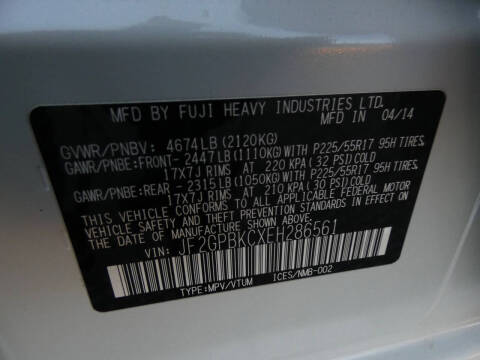 MFD BY FUJI HEAVY INDUSTRIES LTD.
MFD IN 04/14
GVWR/PNBV: 4674LB (2120KG)
GAWR/PNBE:FRONT- 2447LB (1110KG) WITH P225/55R17 95H TIRES,
17X7J RIMS AT 220 KPA (32 PSI) COLD
GAWR/PNBE:REAR - 2315LB (1050KG) WITH P225/55R17 95H TIRES,
17X7J RIMS AT 210 KPA (30 PSI) COLD
THIS VEHICLE CONFORMS TO ALL APPLICABLE FEDERAL MOTOR
VEHICLE SAFETY STANDARDS IN EFFECT ON
THE DATE OF MANUFACTURE SHOWN ABOVE.
VIN: JF2GPBKCXEH286561
TYPE:MPV/VTUM ICES/NMB-002